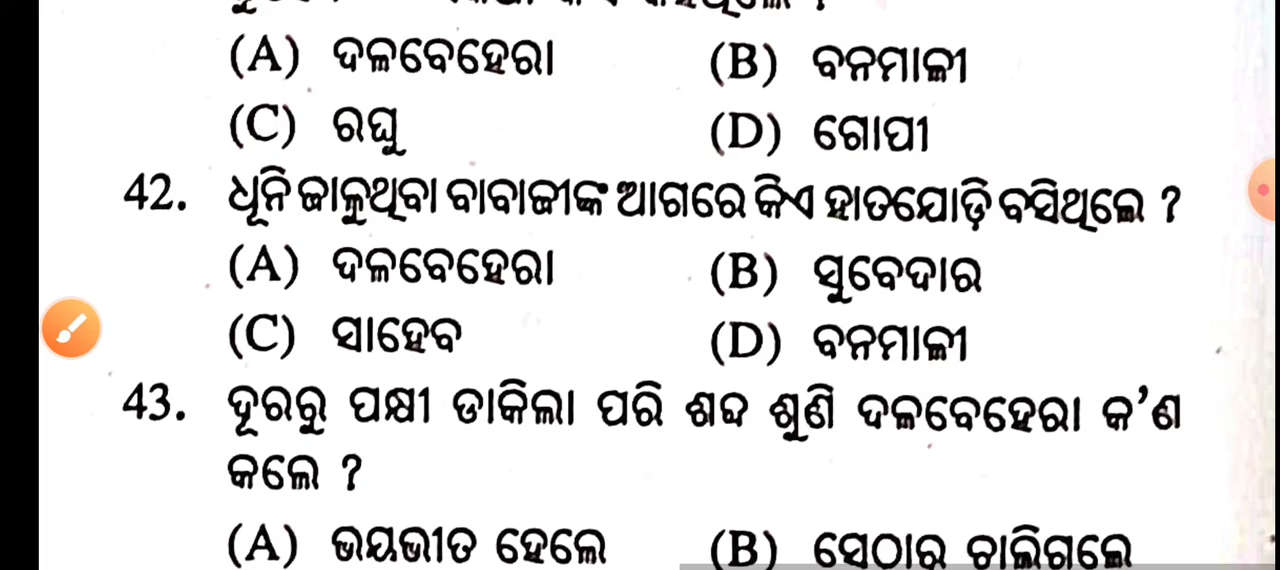 (A) ଦଳବେହେରା (B) ବନମାଳୀ
(C) ରଘୁ (D) ଗୋପୀ
42. ଧୂନି ଜାଳୁଥିବା ବାବାଜୀଙ୍କ ଆଗରେ କିଏ ହାତଯୋଡ଼ି ବସିଥିଲେ ?
(A) ଦଳବେହେରା (B) ସୁବେଦାର
(C) ସାହେବ (D) ବନମାଳୀ
43. ଦୂରରୁ ପକ୍ଷୀ ଡାକିଲା ପରି ଶବ୍ଦ ଶୁଣି ଦଳବେହେରା କ'ଣ
କଲେ ?
(A) ଭୟଭୀତ ହେଲେ (B) ସେଠାରୁ ଚାଲିଗଲେ